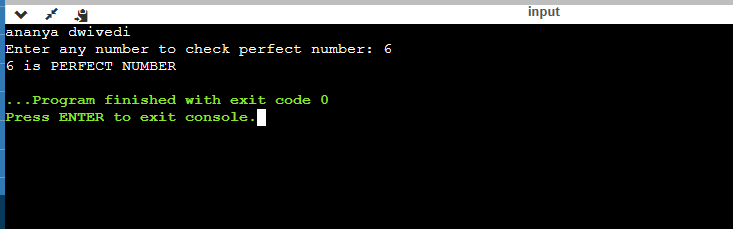 input
ananya dwivedi
Enter any number to check perfect number: 6
6 is PERFECT NUMBER
...Program finished with exit code 0
Press ENTER to exit console.